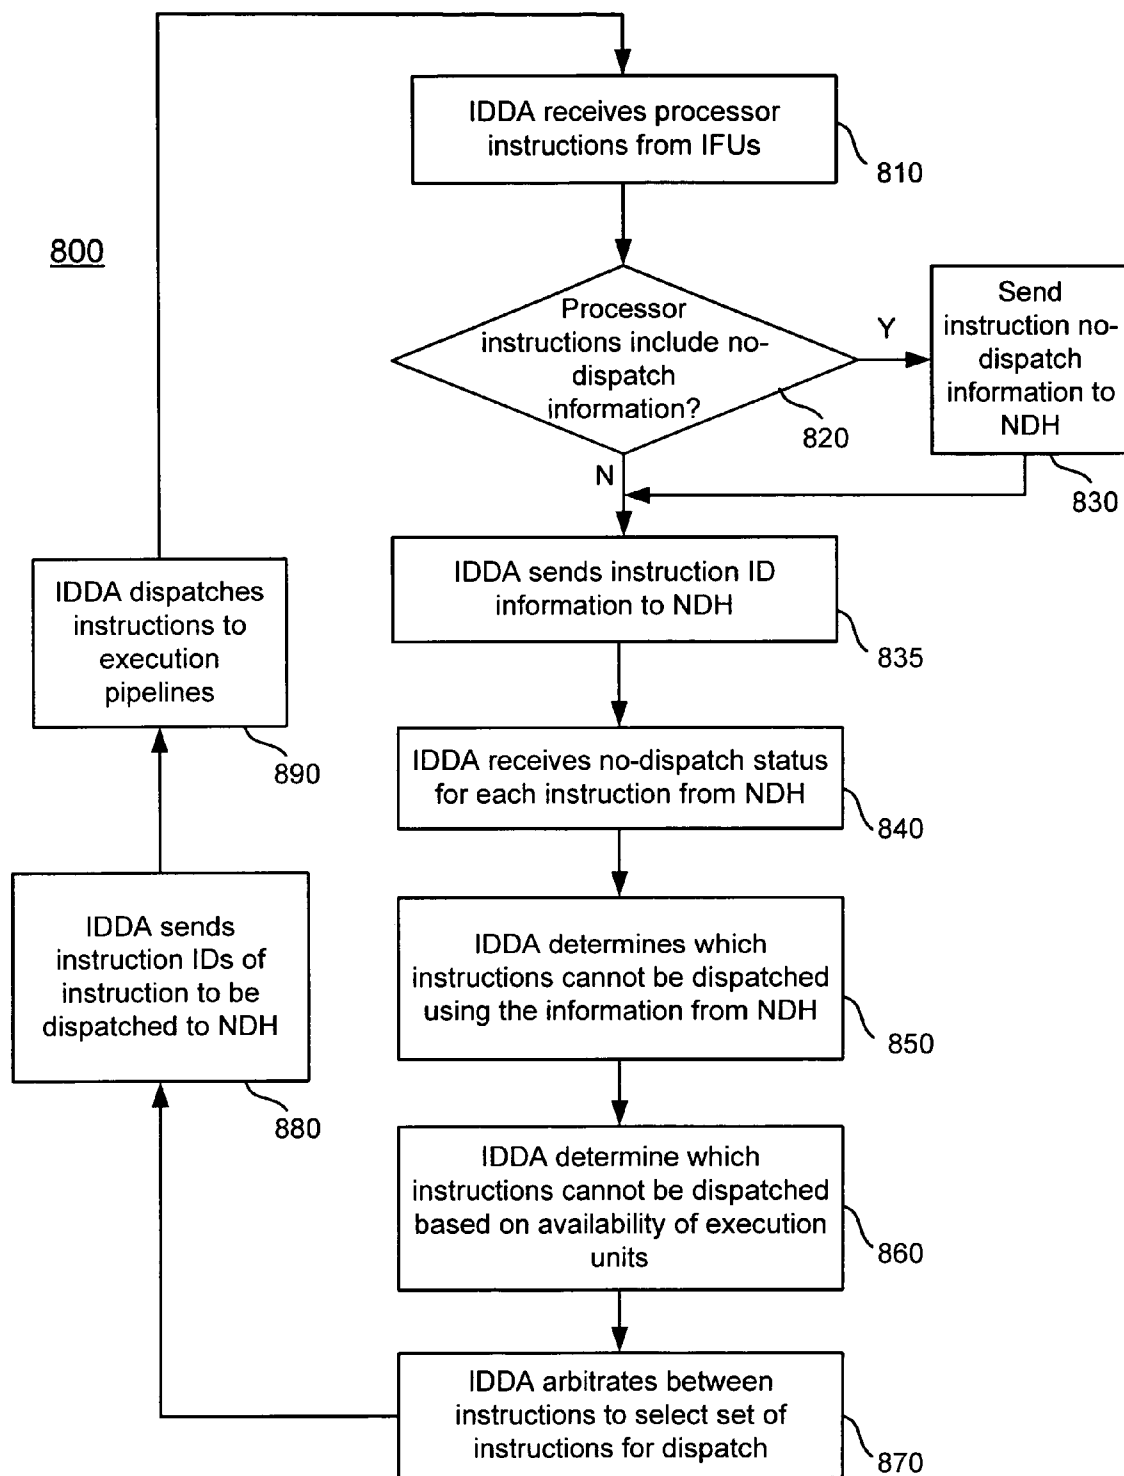 IDDA receives processor
instructions from IFUs
810
800
Processor
instructions include no-
dispatch
information?
820
Y
N
Send
instruction no-
dispatch
information to
NDH
830
IDDA sends instruction ID
information to NDH
835
IDDA receives no-dispatch status
for each instruction from NDH
840
IDDA determines which
instructions cannot be dispatched
using the information from NDH
850
IDDA determine which
instructions cannot be dispatched
based on availability of execution
units
860
IDDA arbitrates between
instructions to select set of
instructions for dispatch
870
IDDA sends
instruction IDs of
instruction to be
dispatched to NDH
880
IDDA dispatches
instructions to
execution
pipelines
890